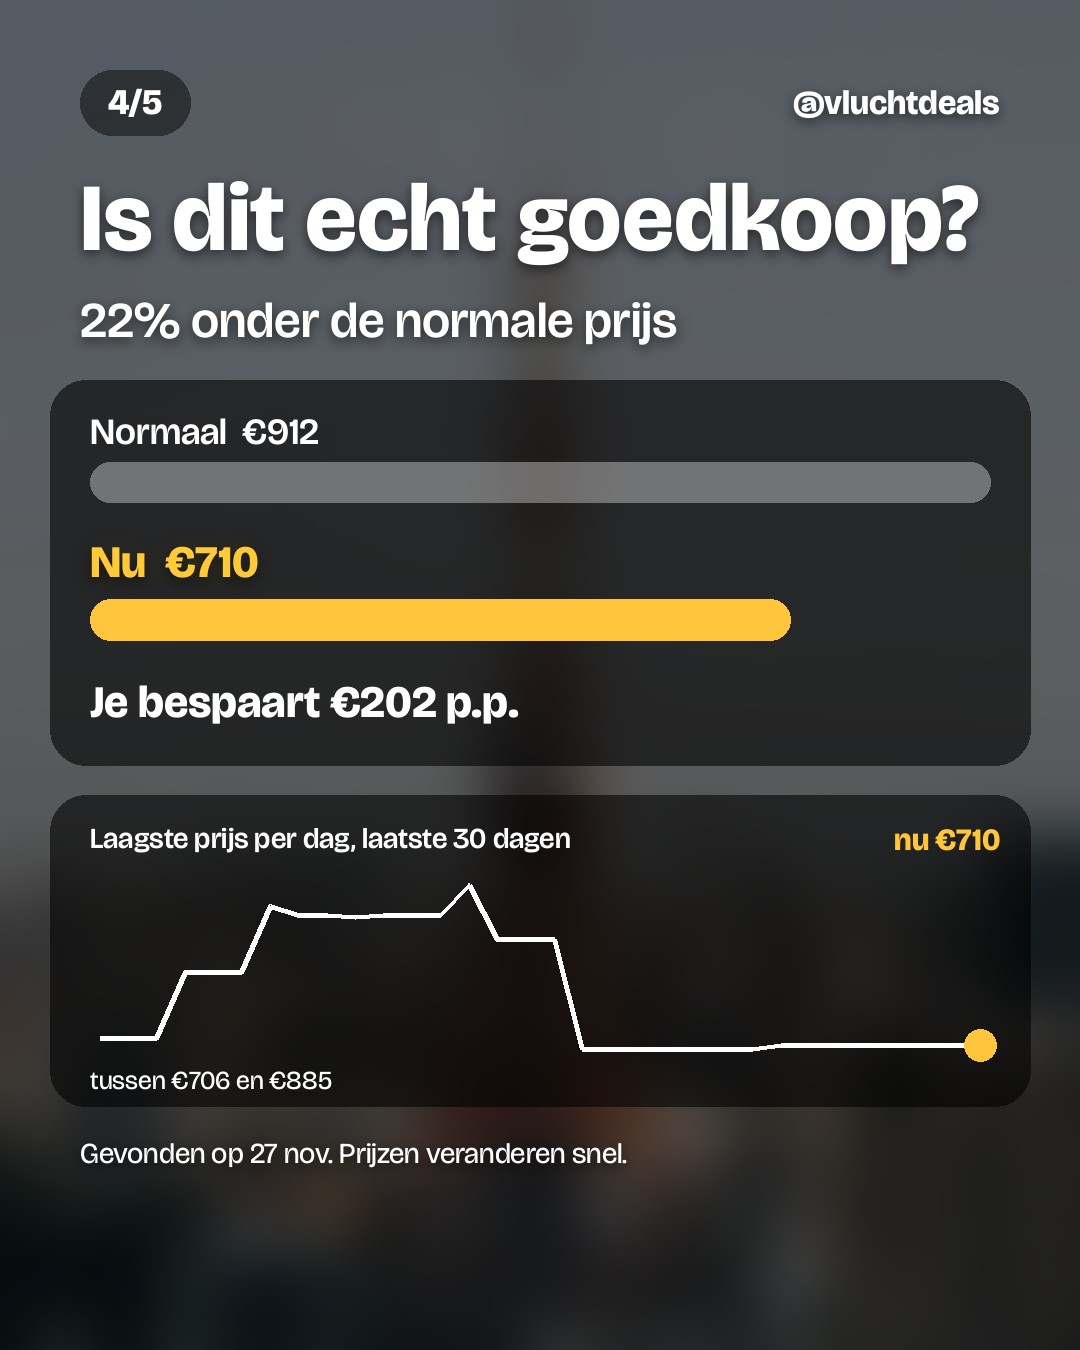 4/5
@vluchtdeals
Is dit echt goedkoop?
22% onder de normale prijs
Normaal €912
Nu €710
Je bespaart €202 p.p.
Laagste prijs per dag, laatste 30 dagen
nu €710
tussen €706 en €885
Gevonden op 27 nov. Prijzen veranderen snel.